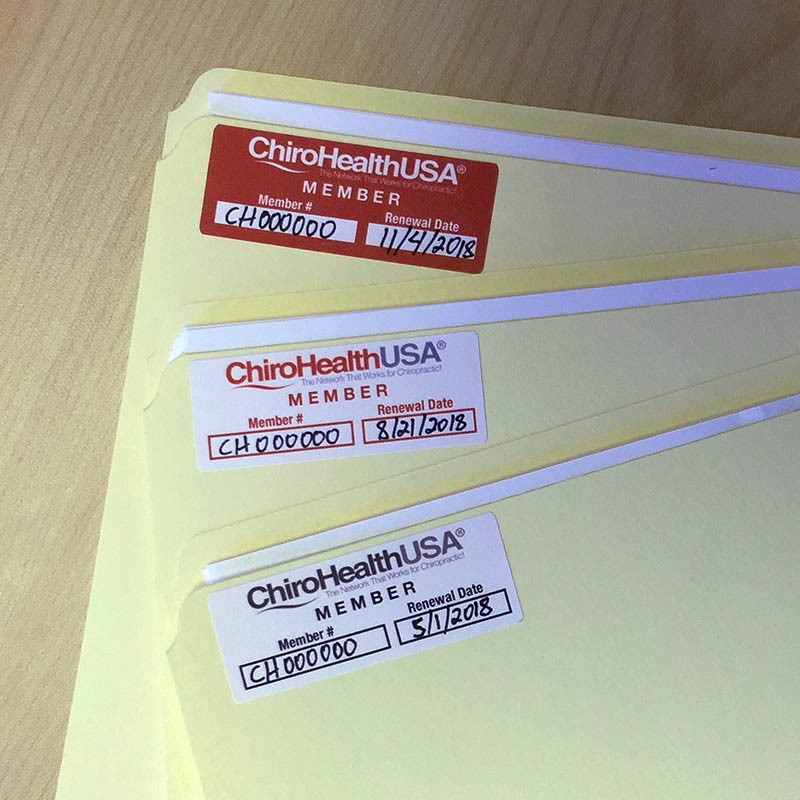 ChiroHealthUSA®
The Network That Works for Chiropractic!
MEMBER
Member # Renewal Date
CH000000 11/4/2018
ChiroHealthUSA®
The Network That Works for Chiropractic!
MEMBER
Member # Renewal Date
CH000000 8/21/2018
ChiroHealthUSA®
The Network That Works for Chiropractic!
MEMBER
Member # Renewal Date
CH000000 5/1/2018